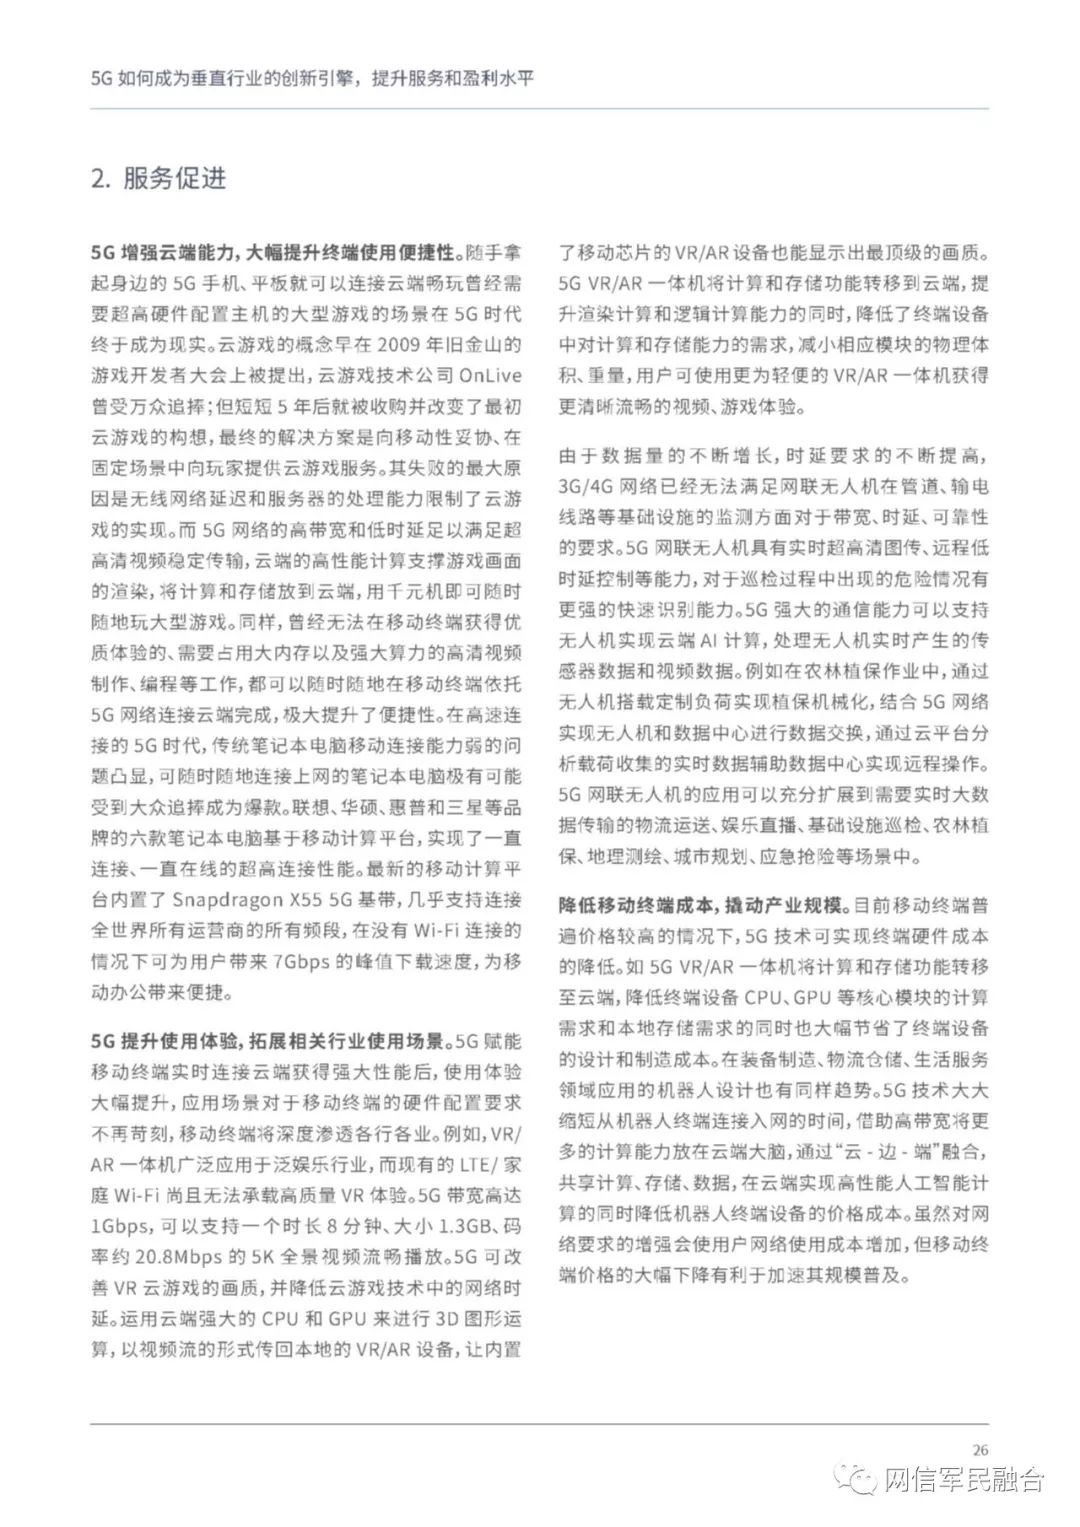 5G 如何成为垂直行业的创新引擎，提升服务和盈利水平
2. 服务促进
5G 增强云端能力，大幅提升终端使用便捷性。随手拿
起身边的 5G 手机、平板就可以连接云端畅玩曾经需
要超高硬件配置主机的大型游戏的场景在 5G 时代
终于成为现实。云游戏的概念早在 2009 年旧金山的
游戏开发者大会上被提出，云游戏技术公司 OnLive
曾受万众追捧；但短短 5 年后就被收购并改变了最初
云游戏的构想，最终的解决方案是向移动性妥协、在
固定场景中向玩家提供云游戏服务。其失败的最大原
因是无线网络延迟和服务器的处理能力限制了云游
戏的实现。而 5G 网络的高带宽和低时延足以满足超
高清视频稳定传输，云端的高性能计算支撑游戏画面
的渲染，将计算和存储放到云端，用千元机即可随时
随地玩大型游戏。同样，曾经无法在移动终端获得优
质体验的、需要占用大内存以及强大算力的高清视频
制作、编程等工作，都可以随时随地在移动终端依托
5G 网络连接云端完成，极大提升了便捷性。在高速连
接的 5G 时代，传统笔记本电脑移动连接能力弱的问
题凸显，可随时随地连接上网的笔记本电脑极有可能
受到大众追捧成为爆款。联想、华硕、惠普和三星等品
牌的六款笔记本电脑基于移动计算平台，实现了一直
连接、一直在线的超高连接性能。最新的移动计算平
台内置了 Snapdragon X55 5G 基带，几乎支持连接
全世界所有运营商的所有频段，在没有 Wi-Fi 连接的
情况下可为用户带来 7Gbps 的峰值下载速度，为移
动办公带来便捷。
5G 提升使用体验，拓展相关行业使用场景。5G 赋能
移动终端实时连接云端获得强大性能后，使用体验
大幅提升，应用场景对于移动终端的硬件配置要求
不再苛刻，移动终端将深度渗透各行各业。例如，VR/
AR 一体机广泛应用于泛娱乐行业，而现有的 LTE/ 家
庭 Wi-Fi 尚且无法承载高质量 VR 体验。5G 带宽高达
1Gbps，可以支持一个时长 8 分钟、大小 1.3GB、码
率约 20.8Mbps 的 5K 全景视频流畅播放。5G 可改
善 VR 云游戏的画质，并降低云游戏技术中的网络时
延。运用云端强大的 CPU 和 GPU 来进行 3D 图形运
算，以视频流的形式传回本地的 VR/AR 设备，让内置
了移动芯片的 VR/AR 设备也能显示出最顶级的画质。
5G VR/AR 一体机将计算和存储功能转移到云端，提
升渲染计算和逻辑计算能力的同时，降低了终端设备
中对计算和存储能力的需求，减小相应模块的物理体
积、重量，用户可使用更为轻便的 VR/AR 一体机获得
更清晰流畅的视频、游戏体验。
由于数据量的不断增长，时延要求的不断提高，
3G/4G 网络已经无法满足网联无人机在管道、输电
线路等基础设施的监测方面对于带宽、时延、可靠性
的要求。5G 网联无人机具有实时超高清图传、远程低
时延控制等能力，对于巡检过程中出现的危险情况有
更强的快速识别能力。5G 强大的通信能力可以支持
无人机实现云端 AI 计算，处理无人机实时产生的传
感器数据和视频数据。例如在农林植保作业中，通过
无人机搭载定制负荷实现植保机械化，结合 5G 网络
实现无人机和数据中心进行数据交换，通过云平台分
析载荷收集的实时数据辅助数据中心实现远程操作。
5G 网联无人机的应用可以充分扩展到需要实时大数
据传输的物流运送、娱乐直播、基础设施巡检、农林植
保、地理测绘、城市规划、应急抢险等场景中。
降低移动终端成本，撬动产业规模。目前移动终端普
遍价格较高的情况下，5G 技术可实现终端硬件成本
的降低。如 5G VR/AR 一体机将计算和存储功能转移
至云端，降低终端设备 CPU、GPU 等核心模块的计算
需求和本地存储需求的同时也大幅节省了终端设备
的设计和制造成本。在装备制造、物流仓储、生活服务
领域应用的机器人设计也有同样趋势。5G 技术大大
缩短从机器人终端连接入网的时间，借助高带宽将更
多的计算能力放在云端大脑，通过“云 - 边 - 端”融合，
共享计算、存储、数据，在云端实现高性能人工智能计
算的同时降低机器人终端设备的价格成本。虽然对网
络要求的增强会使用户网络使用成本增加，但移动终
端价格的大幅下降有利于加速其规模普及。
26
网信军民融合